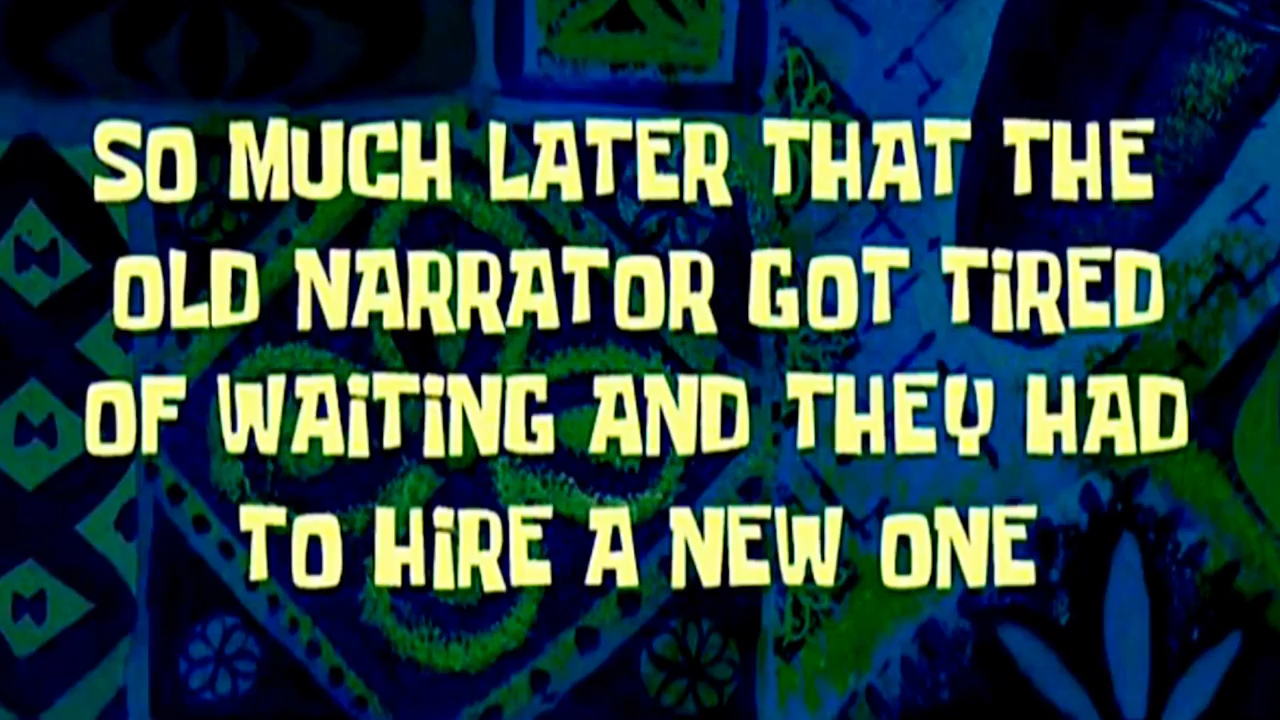 SO MUCH LATER THAT THE
OLD NARRATOR GOT TIRED
OF WAITING AND THEY HAD
TO HIRE A NEW ONE